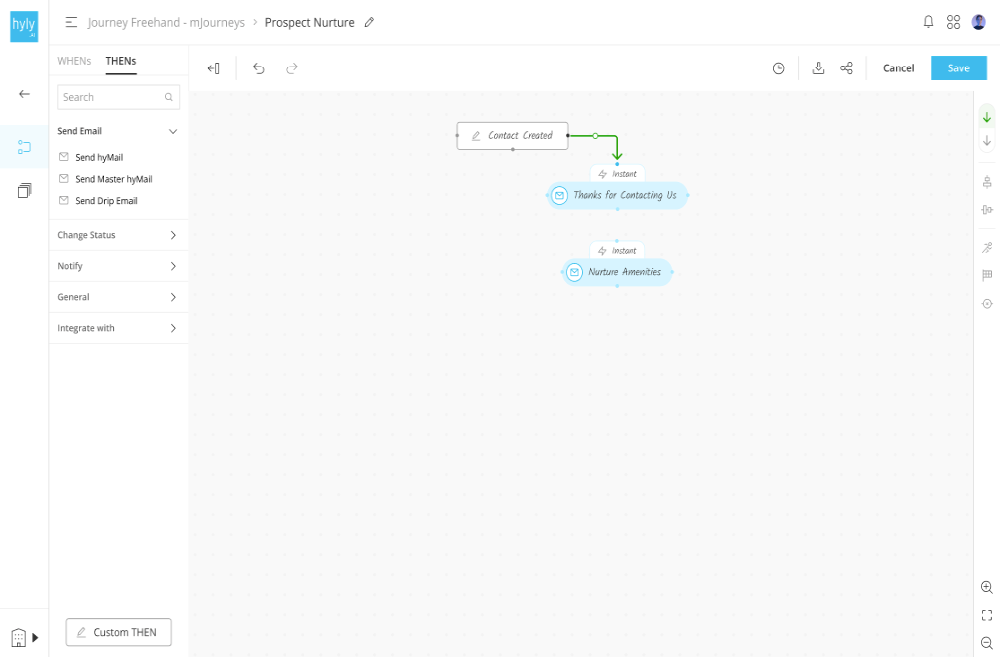 hyly
.AI
Journey Freehand - mJourneys > Prospect Nurture
WHENs THENs
Cancel
Save
Search
Send Email
Send hyMail
Send Master hyMail
Send Drip Email
Change Status
Notify
General
Integrate with
Custom THEN
Contact Created
Instant
Thanks for Contacting Us
Instant
Nurture Amenities